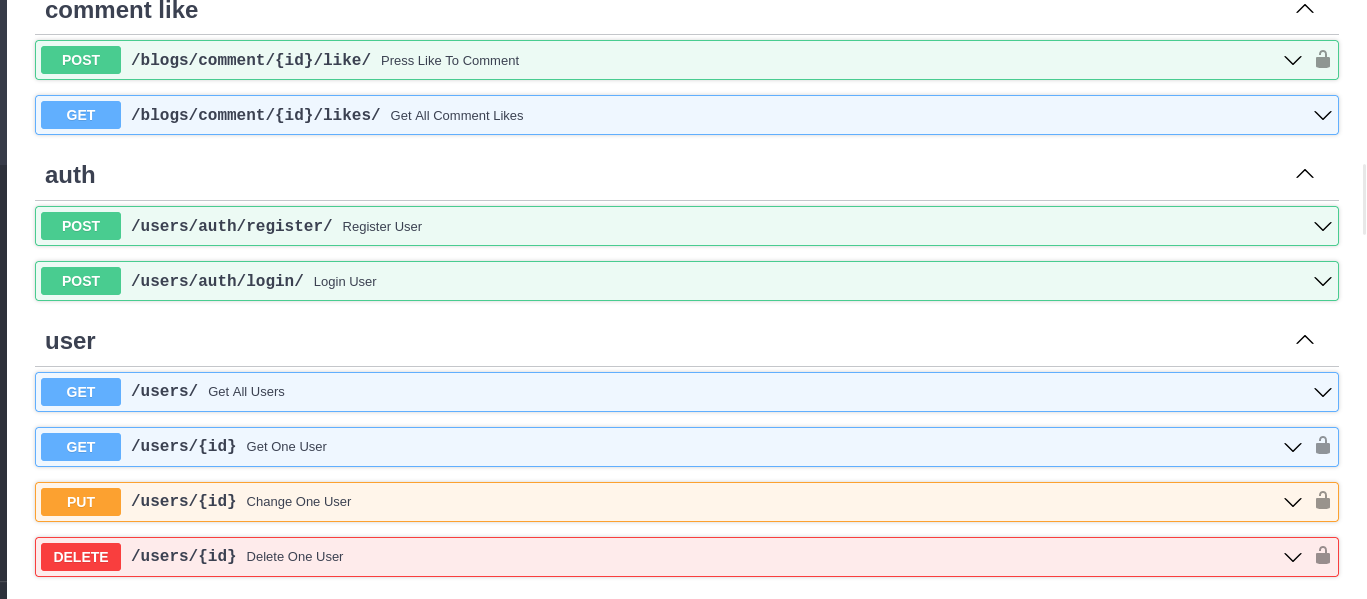 comment like
POST /blogs/comment/{id}/like/ Press Like To Comment
GET /blogs/comment/{id}/likes/ Get All Comment Likes
auth
POST /users/auth/register/ Register User
POST /users/auth/login/ Login User
user
GET /users/ Get All Users
GET /users/{id} Get One User
PUT /users/{id} Change One User
DELETE /users/{id} Delete One User